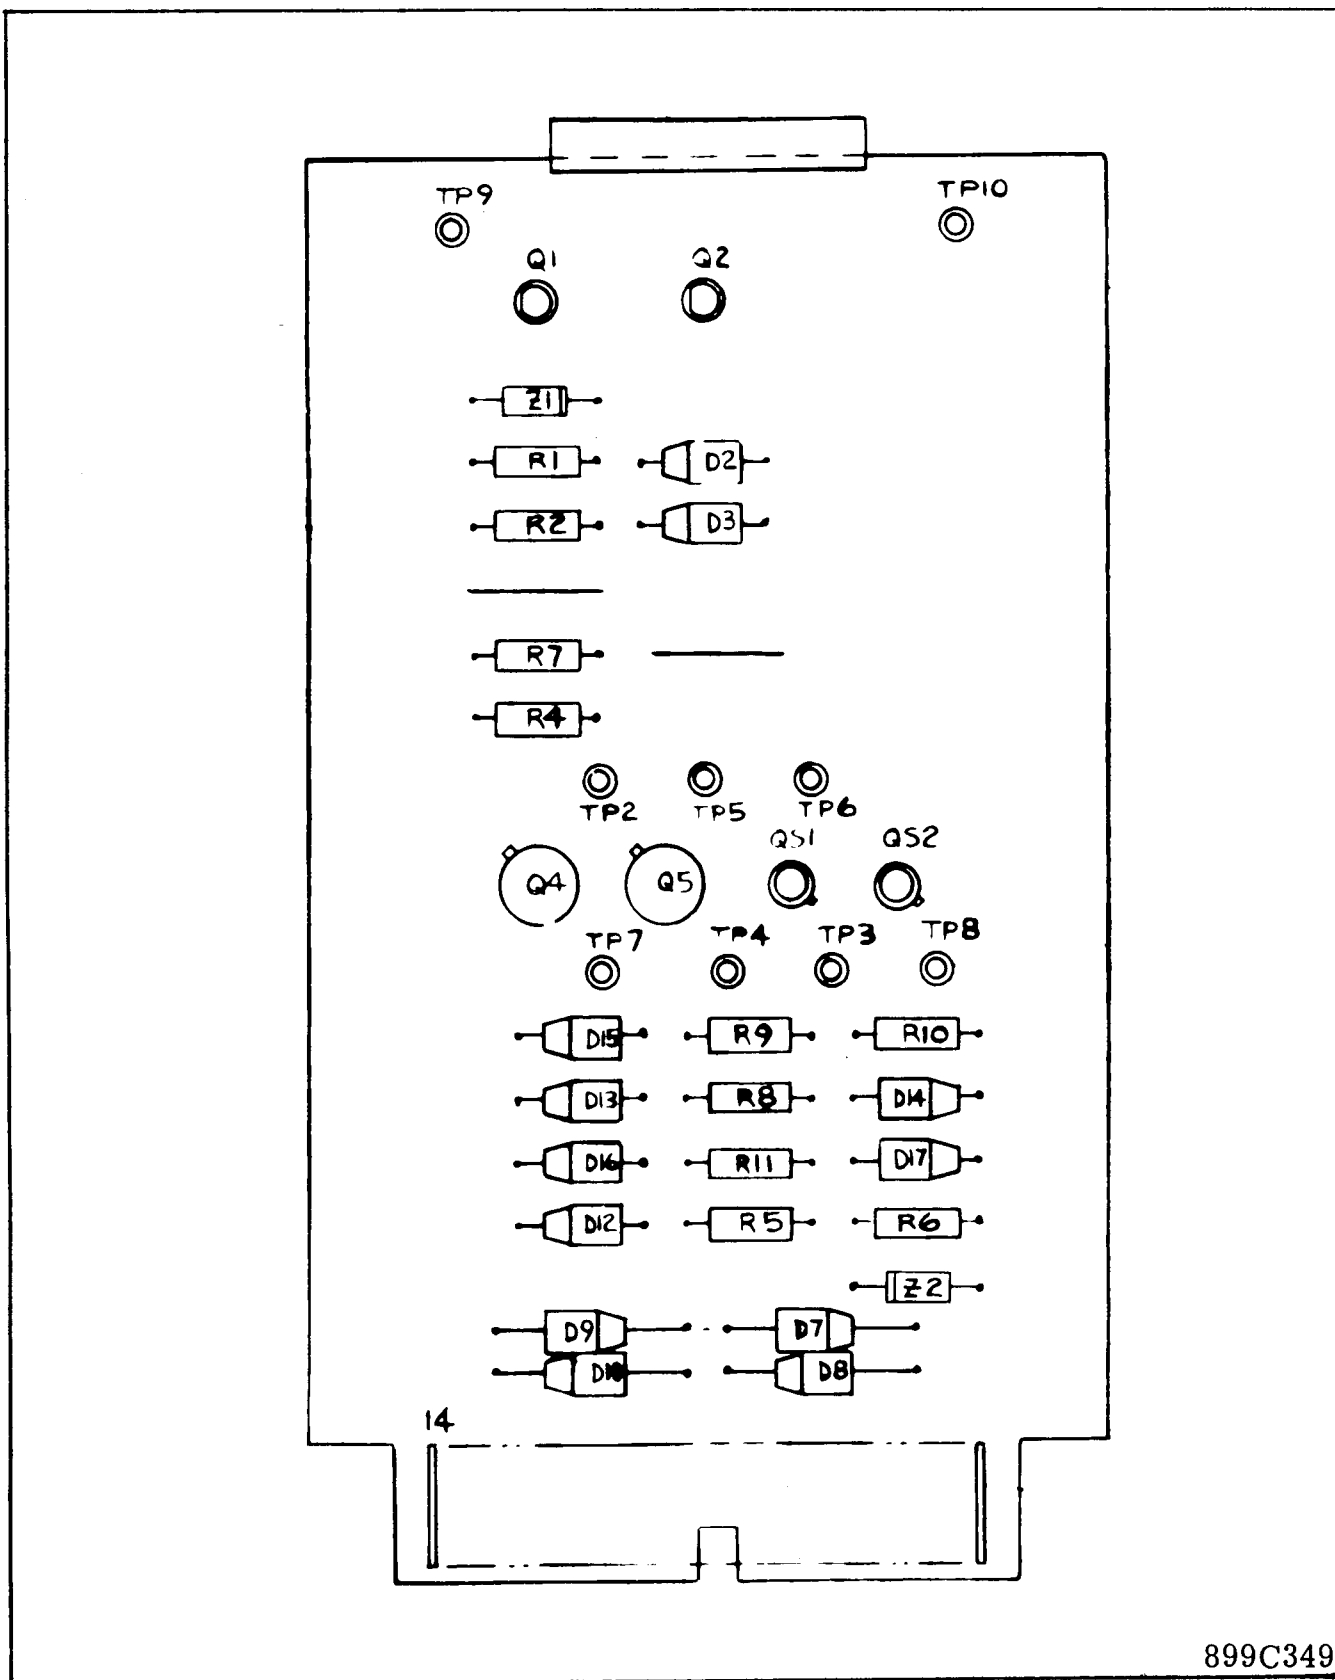 TP9 TP10
Q1 Q2
Z1
R1 D2
R2 D3
R7
R4
TP2 TP5 TP6
QS1 QS2
Q4 Q5
TP7 TP4 TP3 TP8
D15 R9 R10
D13 R8 D14
D16 R11 D17
D12 R5 R6
Z2
D9 D7
D10 D8
14
899C349